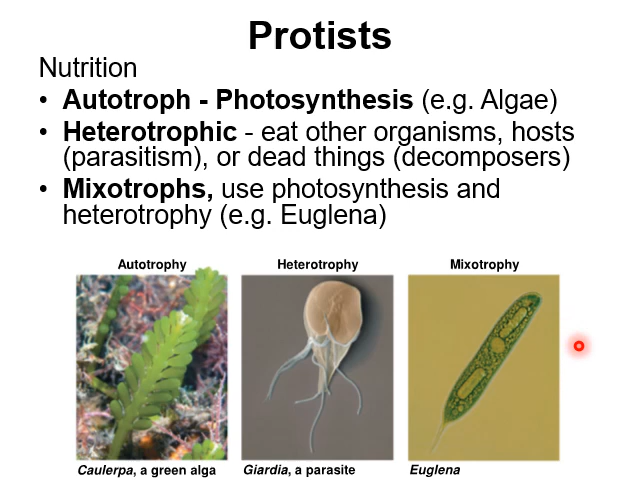 Protists
Nutrition
• Autotroph - Photosynthesis (e.g. Algae)
• Heterotrophic - eat other organisms, hosts
(parasitism), or dead things (decomposers)
• Mixotrophs, use photosynthesis and
heterotrophy (e.g. Euglena)
Autotrophy Heterotrophy Mixotrophy
Caulerpa, a green alga Giardia, a parasite Euglena